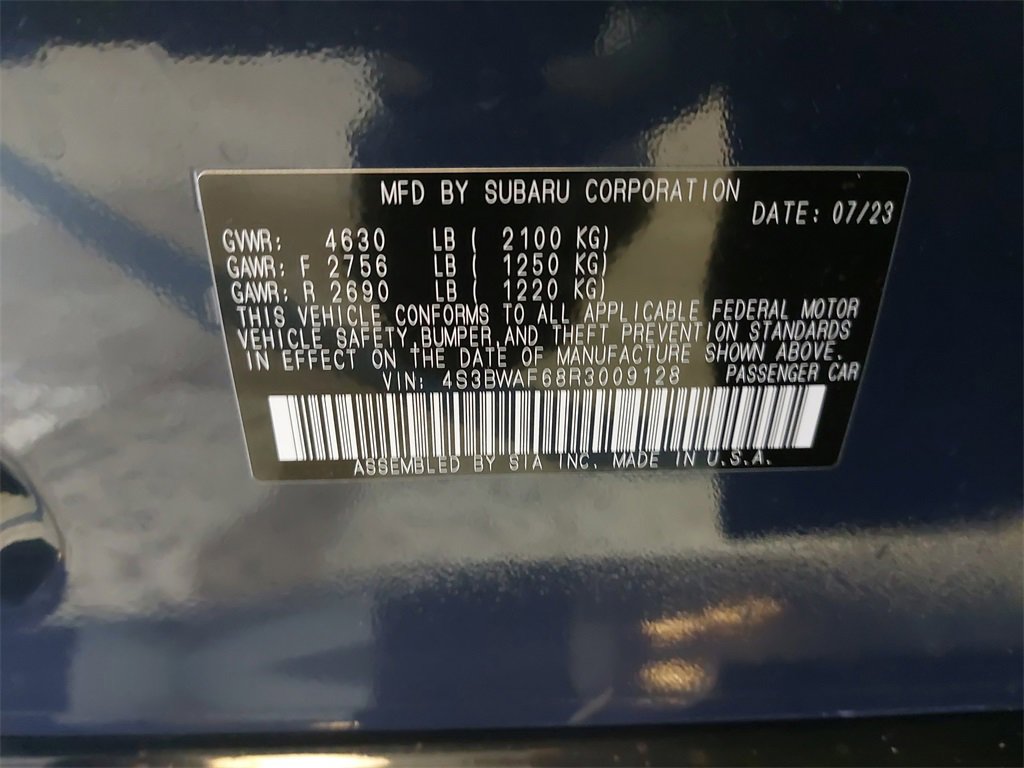 MFD BY SUBARU CORPORATION
DATE: 07/23
GVWR: 4630 LB ( 2100 KG)
GAWR: F 2756 LB ( 1250 KG)
GAWR: R 2690 LB ( 1220 KG)
THIS VEHICLE CONFORMS TO ALL APPLICABLE FEDERAL MOTOR
VEHICLE SAFETY, BUMPER, AND THEFT PREVENTION STANDARDS
IN EFFECT ON THE DATE OF MANUFACTURE SHOWN ABOVE.
VIN: 4S3BWAF68R3009128 PASSENGER CAR
ASSEMBLED BY SIA INC. MADE IN U.S.A.